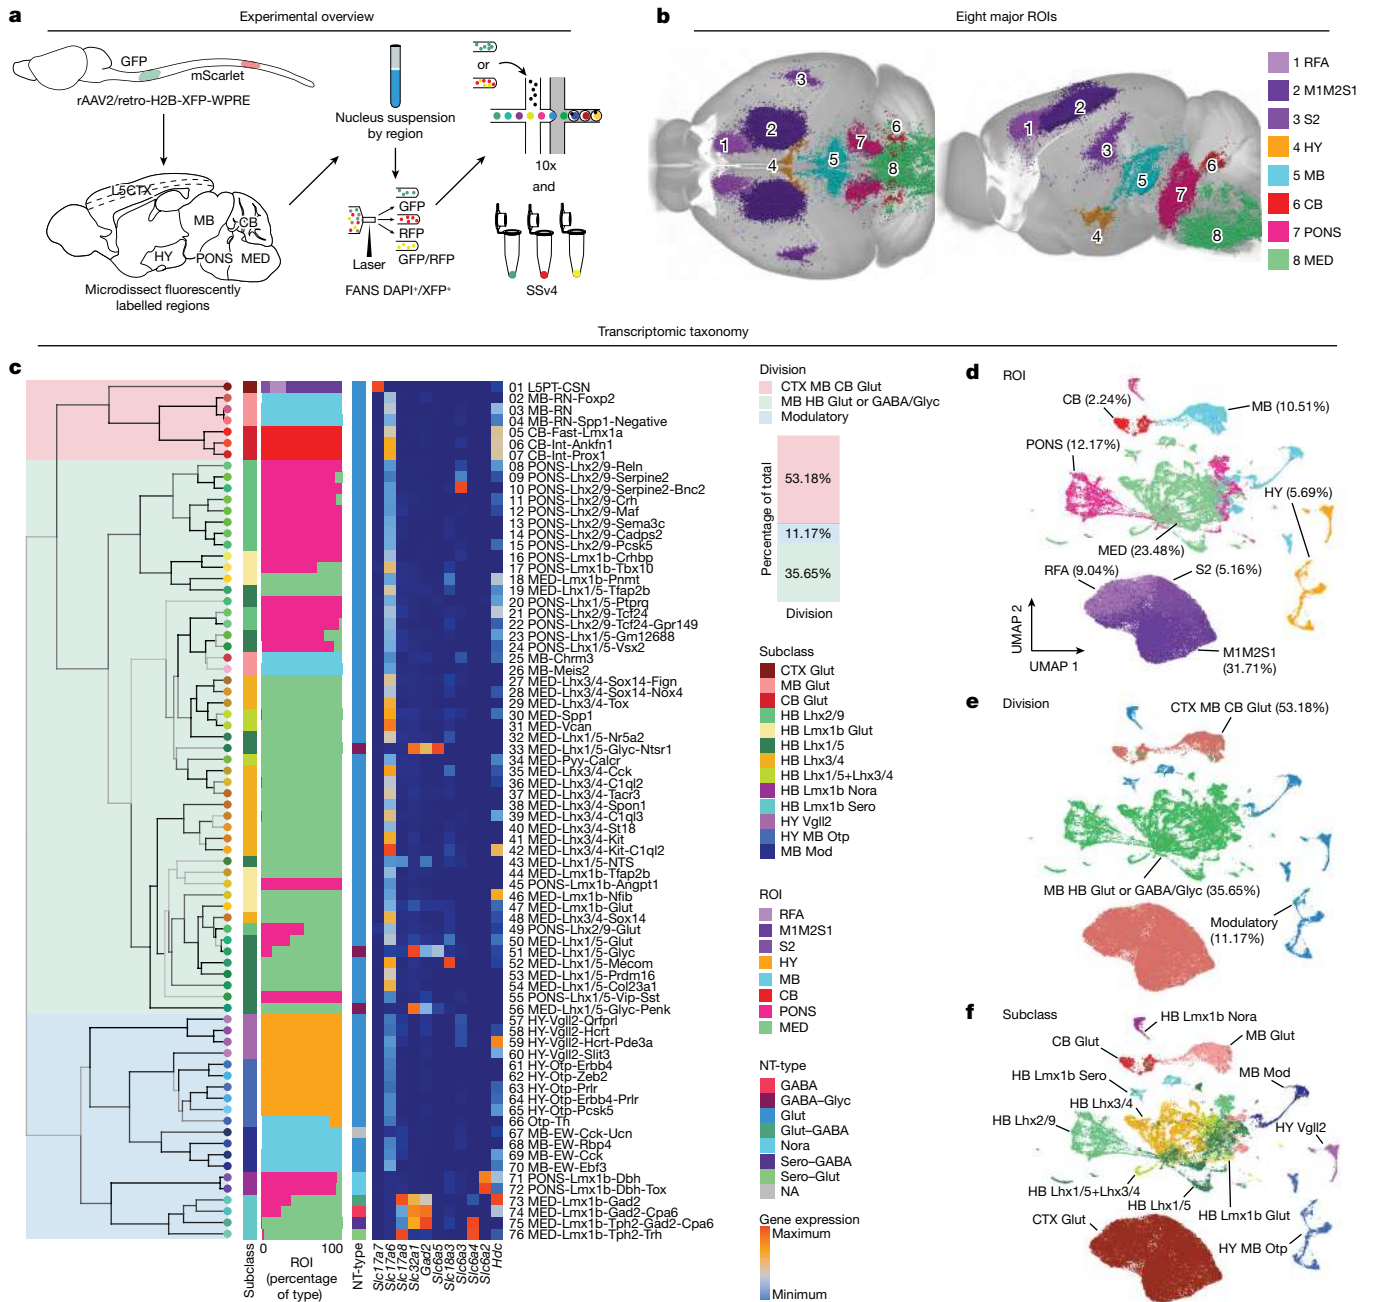 a
Experimental overview
GFP
mScarlet
rAAV2/retro-H2B-XFP-WPRE
L5CTX
MB
CB
HY
PONS
MED
Microdissect fluorescently
labelled regions
Nucleus suspension
by region
GFP
RFP
GFP/RFP
Laser
FANS DAPI+/XFP+
or
10x
and
SSv4
b
Eight major ROIs
1
2
3
4
5
6
7
8
1
2
3
4
5
6
7
8
1 RFA
2 M1M2S1
3 S2
4 HY
5 MB
6 CB
7 PONS
8 MED
Transcriptomic taxonomy
c
01 L5PT-CSN
02 MB-RN-Foxp2
03 MB-RN
04 MB-RN-Spp1-Negative
05 CB-Fast-Lmx1a
06 CB-Int-Ankfn1
07 CB-Int-Prox1
08 PONS-Lhx2/9-Reln
09 PONS-Lhx2/9-Serpine2
10 PONS-Lhx2/9-Serpine2-Bnc2
11 PONS-Lhx2/9-Crh
12 PONS-Lhx2/9-Maf
13 PONS-Lhx2/9-Sema3c
14 PONS-Lhx2/9-Cadps2
15 PONS-Lhx2/9-Pcsk5
16 PONS-Lmx1b-Crhbp
17 PONS-Lmx1b-Tbx10
18 MED-Lmx1b-Pnmt
19 MED-Lhx1/5-Tfap2b
20 PONS-Lhx1/5-Ptprq
21 PONS-Lhx2/9-Tcf24
22 PONS-Lhx2/9-Tcf24-Gpr149
23 PONS-Lhx1/5-Gm12688
24 PONS-Lhx1/5-Vsx2
25 MB-Chrm3
26 MB-Meis2
27 MED-Lhx3/4-Sox14-Fign
28 MED-Lhx3/4-Sox14-Nox4
29 MED-Lhx3/4-Tox
30 MED-Spp1
31 MED-Vcan
32 MED-Lhx1/5-Nr5a2
33 MED-Lhx1/5-Glyc-Ntsr1
34 MED-Pyy-Calcr
35 MED-Lhx3/4-Cck
36 MED-Lhx3/4-C1ql2
37 MED-Lhx3/4-Tacr3
38 MED-Lhx3/4-Spon1
39 MED-Lhx3/4-C1ql3
40 MED-Lhx3/4-St18
41 MED-Lhx3/4-Kit
42 MED-Lhx3/4-Kit-C1ql2
43 MED-Lhx1/5-NTS
44 MED-Lmx1b-Tfap2b
45 PONS-Lmx1b-Angpt1
46 MED-Lmx1b-Nfib
47 MED-Lmx1b-Glut
48 MED-Lhx3/4-Sox14
49 PONS-Lhx2/9-Glut
50 MED-Lhx1/5-Glut
51 MED-Lhx1/5-Glyc
52 MED-Lhx1/5-Mecom
53 MED-Lhx1/5-Prdm16
54 MED-Lhx1/5-Col23a1
55 PONS-Lhx1/5-Vip-Sst
56 MED-Lhx1/5-Glyc-Penk
57 HY-Vgll2-Qrfprl
58 HY-Vgll2-Hcrt
59 HY-Vgll2-Hcrt-Pde3a
60 HY-Vgll2-Slit3
61 HY-Otp-Erbb4
62 HY-Otp-Zeb2
63 HY-Otp-Prlr
64 HY-Otp-Erbb4-Prlr
65 HY-Otp-Pcsk5
66 Otp-Th
67 MB-EW-Cck-Ucn
68 MB-EW-Rbp4
69 MB-EW-Cck
70 MB-EW-Ebf3
71 PONS-Lmx1b-Dbh
72 PONS-Lmx1b-Dbh-Tox
73 MED-Lmx1b-Gad2
74 MED-Lmx1b-Gad2-Cpa6
75 MED-Lmx1b-Tph2-Gad2-Cpa6
76 MED-Lmx1b-Tph2-Trh
Subclass
0 100
ROI
(percentage
of type)
NT-type
Slc17a7
Slc17a6
Slc17a8
Slc32a1
Gad2
Slc6a5
Slc18a3
Slc6a3
Slc6a4
Slc6a2
Hdc
Division
CTX MB CB Glut
MB HB Glut or GABA/Glyc
Modulatory
Percentage of total
53.18%
11.17%
35.65%
Division
Subclass
CTX Glut
MB Glut
CB Glut
HB Lhx2/9
HB Lmx1b Glut
HB Lhx1/5
HB Lhx3/4
HB Lhx1/5+Lhx3/4
HB Lmx1b Nora
HB Lmx1b Sero
HY Vgll2
HY MB Otp
MB Mod
ROI
RFA
M1M2S1
S2
HY
MB
CB
PONS
MED
NT-type
GABA
GABA–Glyc
Glut
Glut–GABA
Nora
Sero–GABA
Sero–Glut
NA
Gene expression
Maximum
Minimum
d
ROI
CB (2.24%)
MB (10.51%)
PONS (12.17%)
HY (5.69%)
MED (23.48%)
RFA (9.04%)
S2 (5.16%)
M1M2S1
(31.71%)
UMAP 2
UMAP 1
e
Division
CTX MB CB Glut (53.18%)
MB HB Glut or GABA/Glyc (35.65%)
Modulatory
(11.17%)
f
Subclass
HB Lmx1b Nora
CB Glut
MB Glut
HB Lmx1b Sero
MB Mod
HB Lhx3/4
HB Lhx2/9
HY Vgll2
HB Lhx1/5+Lhx3/4
HB Lhx1/5
HB Lmx1b Glut
CTX Glut
HY MB Otp